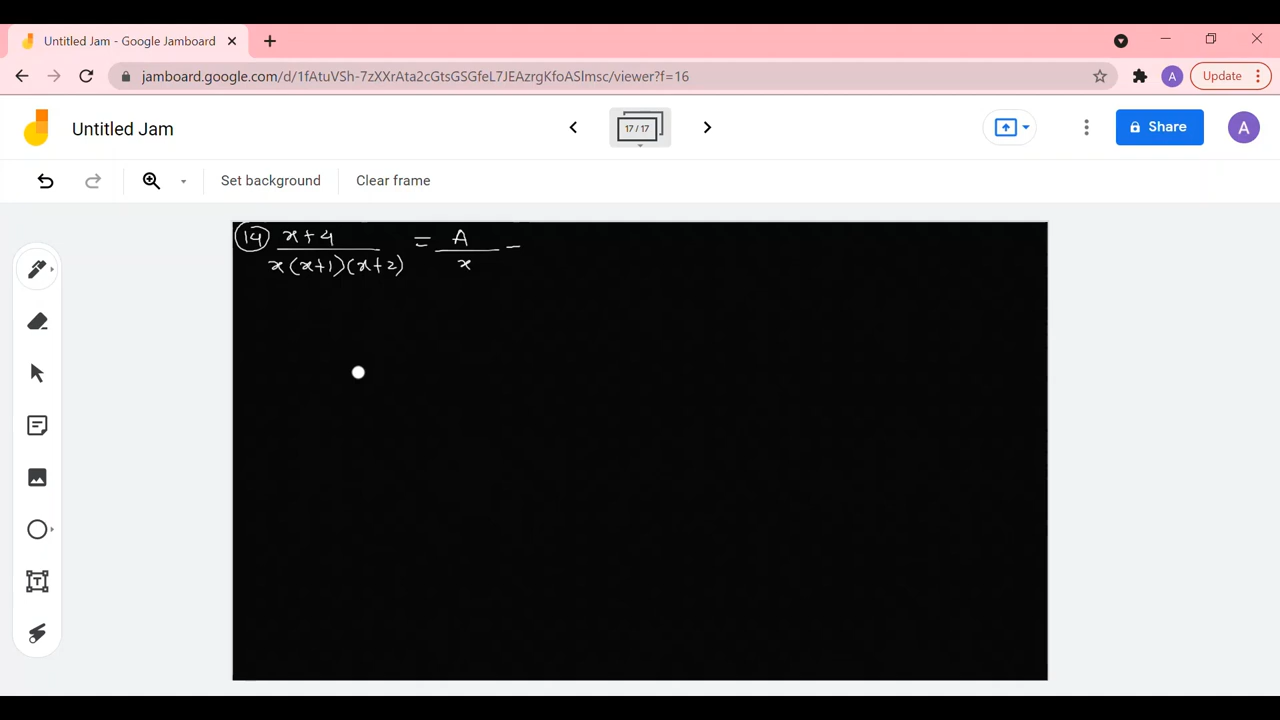 Untitled Jam - Google Jamboard
jamboard.google.com/d/1fAtuVSh-7zXXrAta2cGtsGSGfeL7JEAzrgKfoASlmsc/viewer?f=16
A
Update
Untitled Jam
17 / 17
Share
A
Set background
Clear frame
14 x+4 = A -
x(x+1)(x+2) x
T